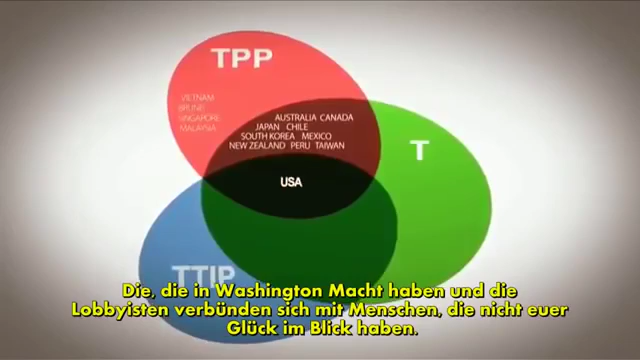 TPP
VIETNAM
BRUNEI
SINGAPORE
MALAYSIA
AUSTRALIA CANADA
JAPAN CHILE
SOUTH KOREA MEXICO
NEW ZEALAND PERU TAIWAN
T
USA
TTIP
Die, die in Washington Macht haben und die
Lobbyisten verbünden sich mit Menschen, die nicht euer
Glück im Blick haben.